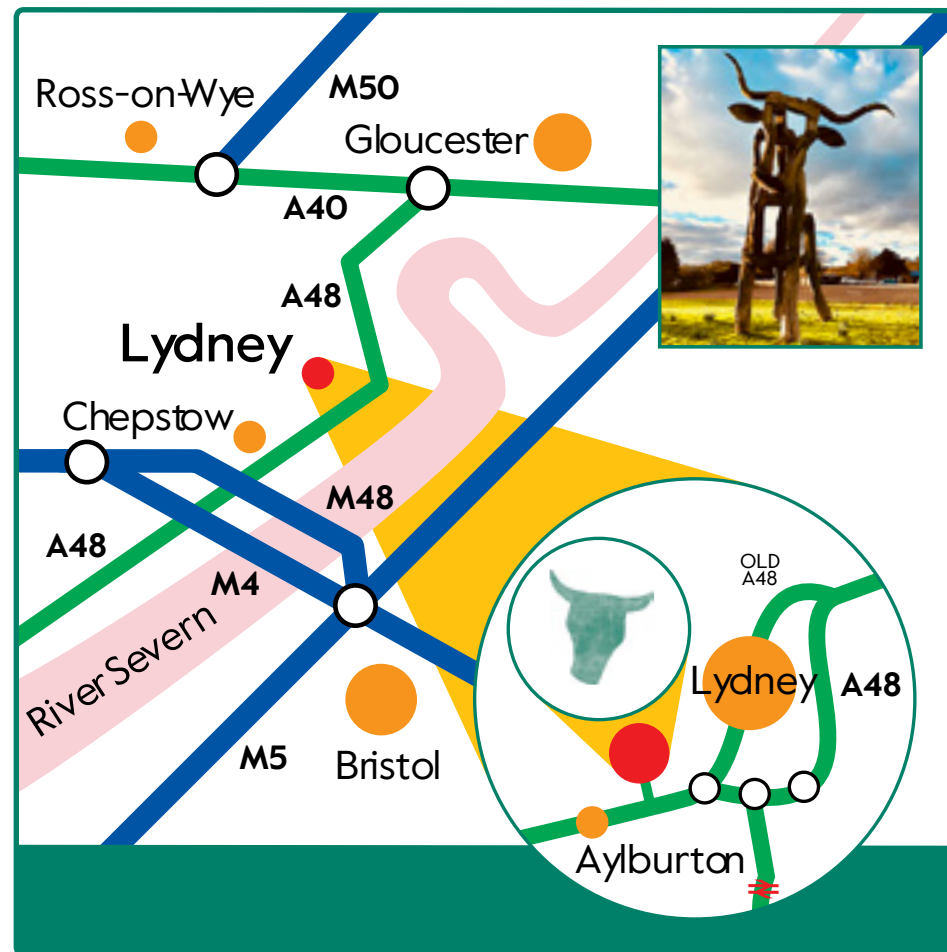 M50
Ross-on-Wye
Gloucester
A40
A48
Lydney
Chepstow
M48
A48
M4
River Severn
M5
Bristol
OLD
A48
Lydney
A48
Aylburton